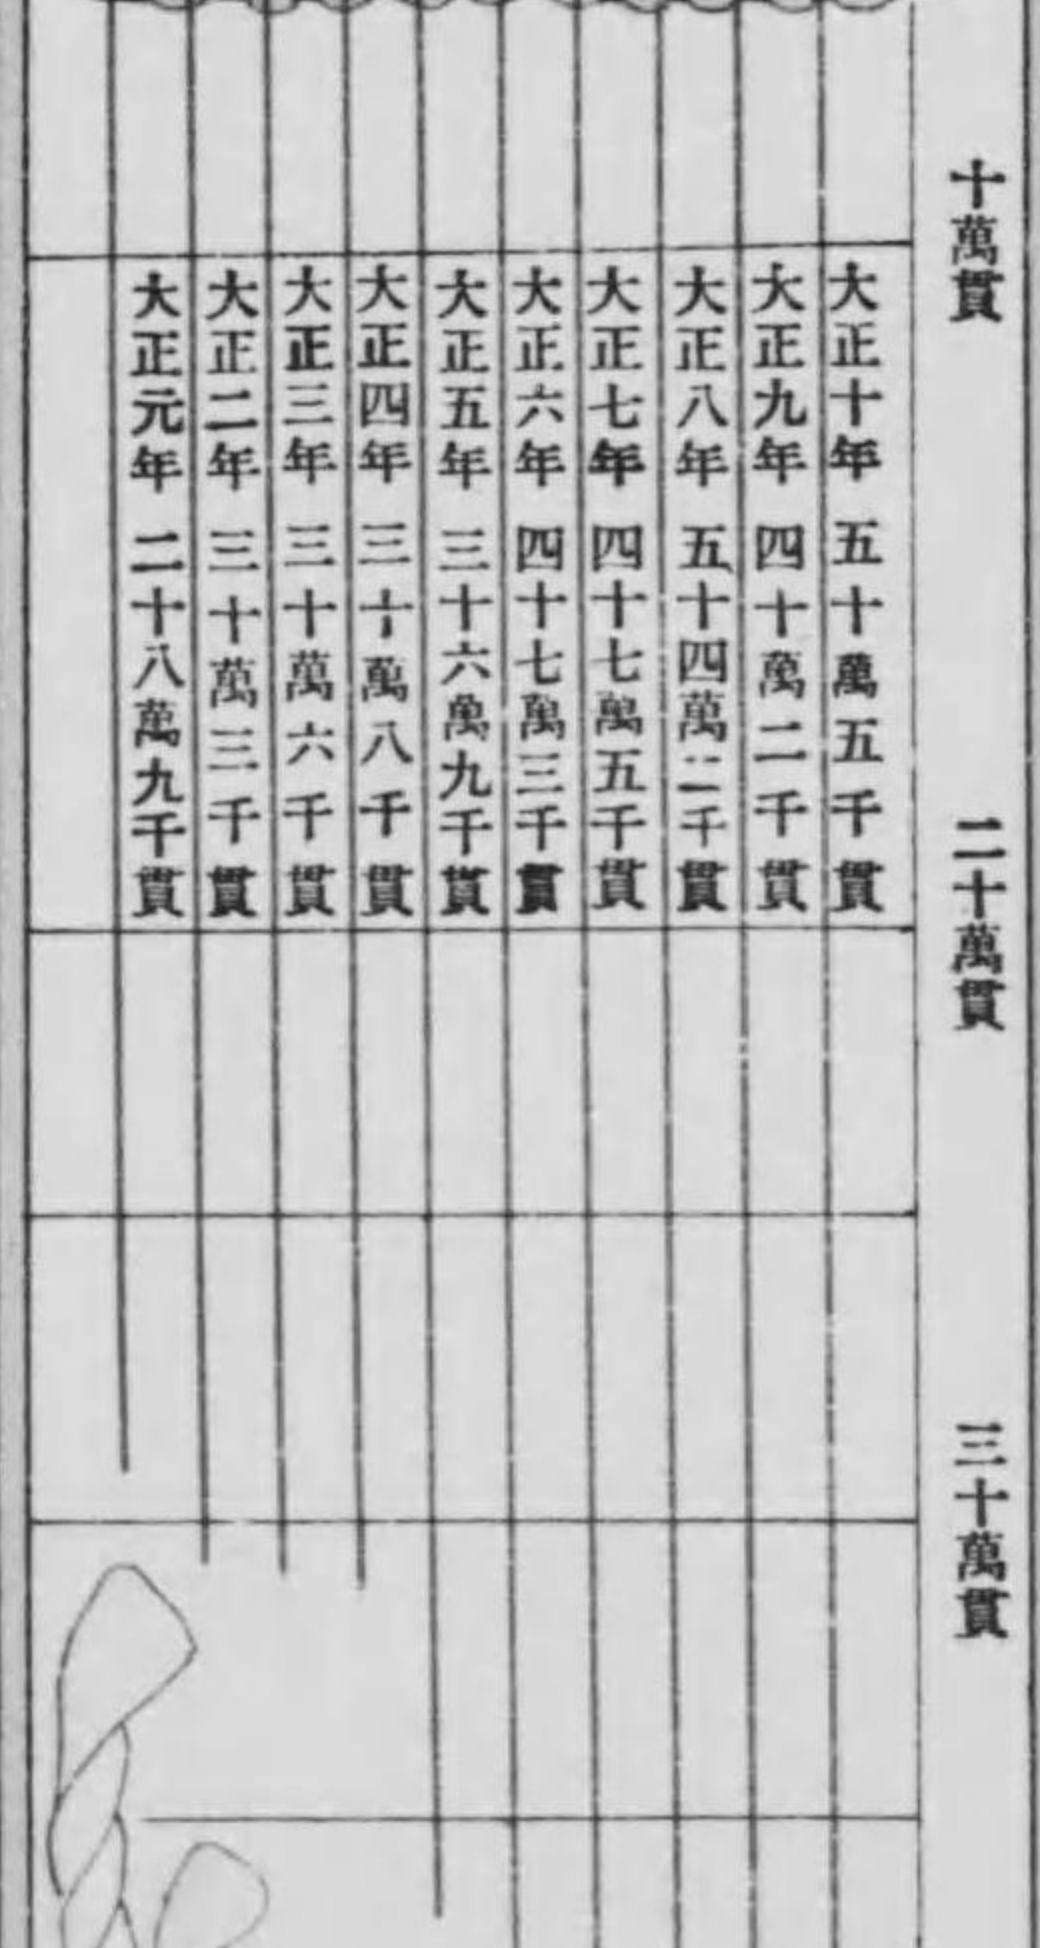 十萬貫
二十萬貫
三十萬貫
大正十年 五十萬五千貫
大正九年 四十萬二千貫
大正八年 五十四萬二千貫
大正七年 四十七萬五千貫
大正六年 四十七萬三千貫
大正五年 三十六萬九千貫
大正四年 三十萬八千貫
大正三年 三十萬六千貫
大正二年 三十萬三千貫
大正元年 二十八萬九千貫